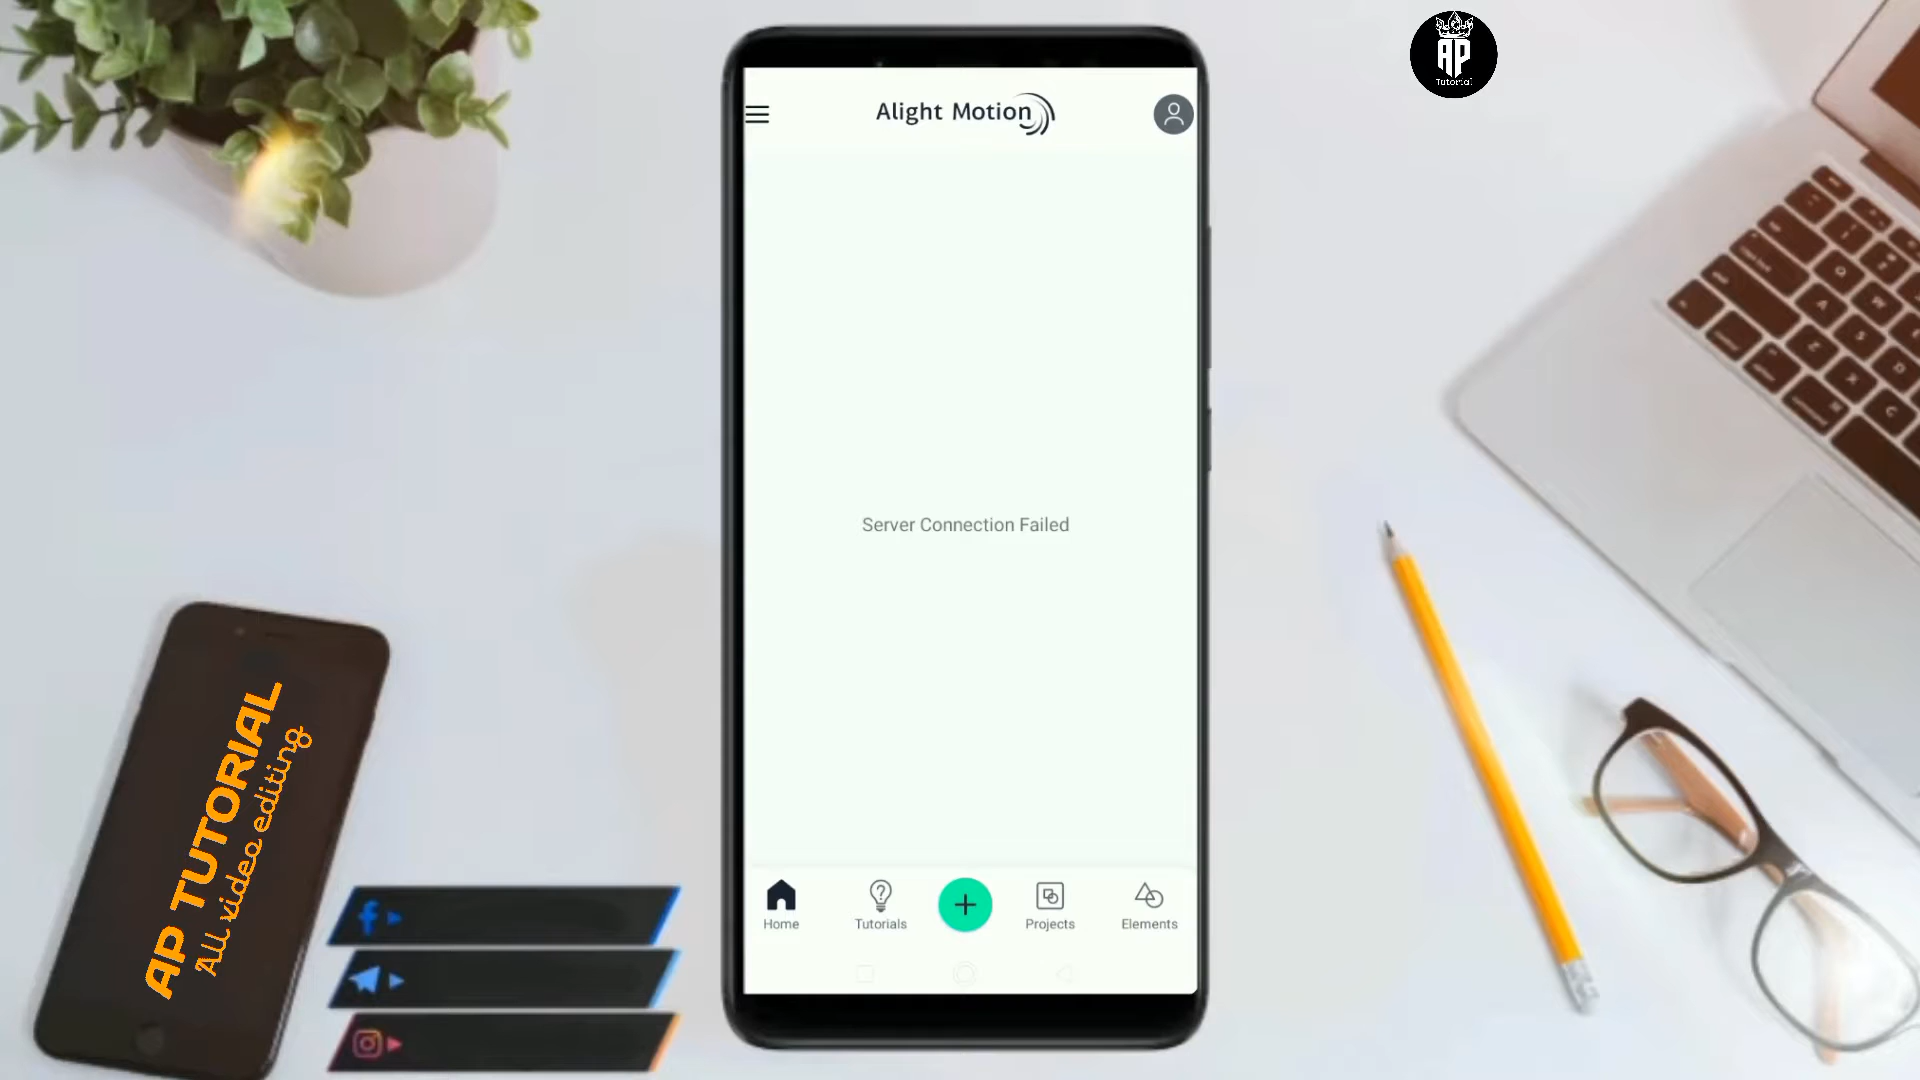 AP
Tutorial
Alight Motion
Server Connection Failed
Home
Tutorials
Projects
Elements
AP TUTORIAL
All video editing